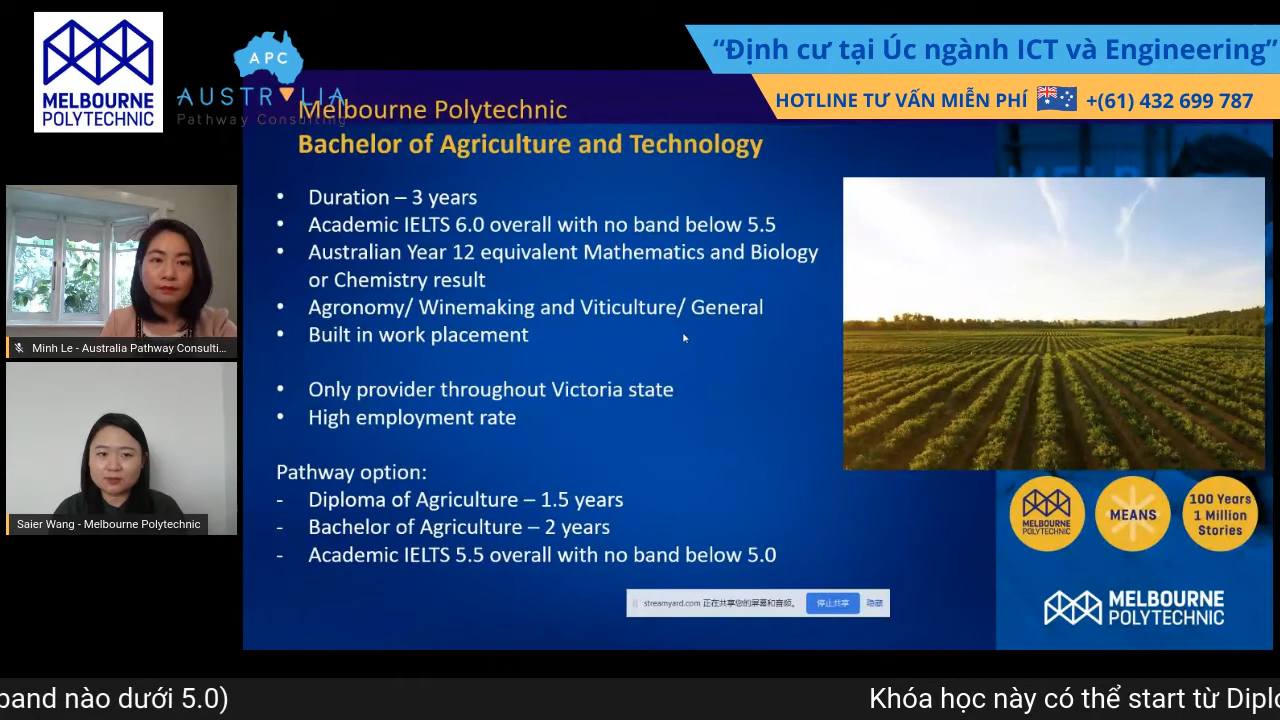 MELBOURNE
POLYTECHNIC
APC
AUSTRALIA
Pathway Consulting
“Định cư tại Úc ngành ICT và Engineering”
HOTLINE TƯ VẤN MIỄN PHÍ +(61) 432 699 787
Melbourne Polytechnic
Bachelor of Agriculture and Technology
• Duration – 3 years
• Academic IELTS 6.0 overall with no band below 5.5
• Australian Year 12 equivalent Mathematics and Biology
or Chemistry result
• Agronomy/ Winemaking and Viticulture/ General
• Built in work placement
• Only provider throughout Victoria state
• High employment rate
Pathway option:
- Diploma of Agriculture – 1.5 years
- Bachelor of Agriculture – 2 years
- Academic IELTS 5.5 overall with no band below 5.0
Minh Le - Australia Pathway Consulti...
Saier Wang - Melbourne Polytechnic
MELBOURNE
POLYTECHNIC
MEANS
100 Years
1 Million
Stories
streamyard.com 正在共享您的屏幕和音频。 停止共享 隐藏
MELBOURNE
POLYTECHNIC
band nào dưới 5.0) Khóa học này có thể start từ Diplo